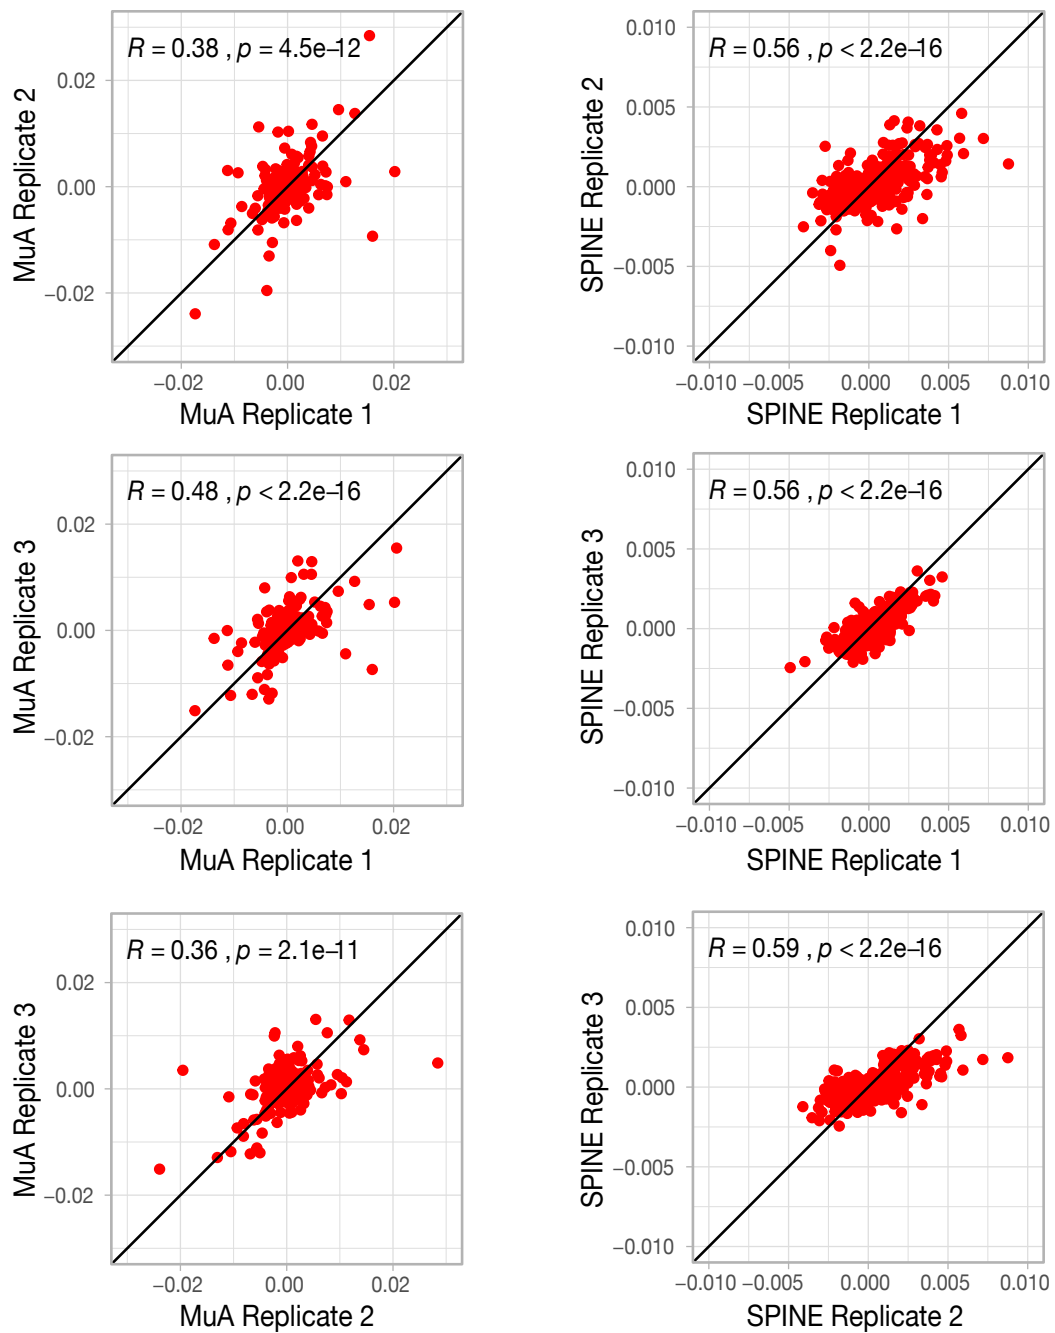 R = 0.38 , p = 4.5e−12
MuA Replicate 2
0.02
0.00
−0.02
−0.02 0.00 0.02
MuA Replicate 1
R = 0.56 , p < 2.2e−16
SPINE Replicate 2
0.010
0.005
0.000
−0.005
−0.010
−0.010 −0.005 0.000 0.005 0.010
SPINE Replicate 1
R = 0.48 , p < 2.2e−16
MuA Replicate 3
0.02
0.00
−0.02
−0.02 0.00 0.02
MuA Replicate 1
R = 0.56 , p < 2.2e−16
SPINE Replicate 3
0.010
0.005
0.000
−0.005
−0.010
−0.010 −0.005 0.000 0.005 0.010
SPINE Replicate 1
R = 0.36 , p = 2.1e−11
MuA Replicate 3
0.02
0.00
−0.02
−0.02 0.00 0.02
MuA Replicate 2
R = 0.59 , p < 2.2e−16
SPINE Replicate 3
0.010
0.005
0.000
−0.005
−0.010
−0.010 −0.005 0.000 0.005 0.010
SPINE Replicate 2